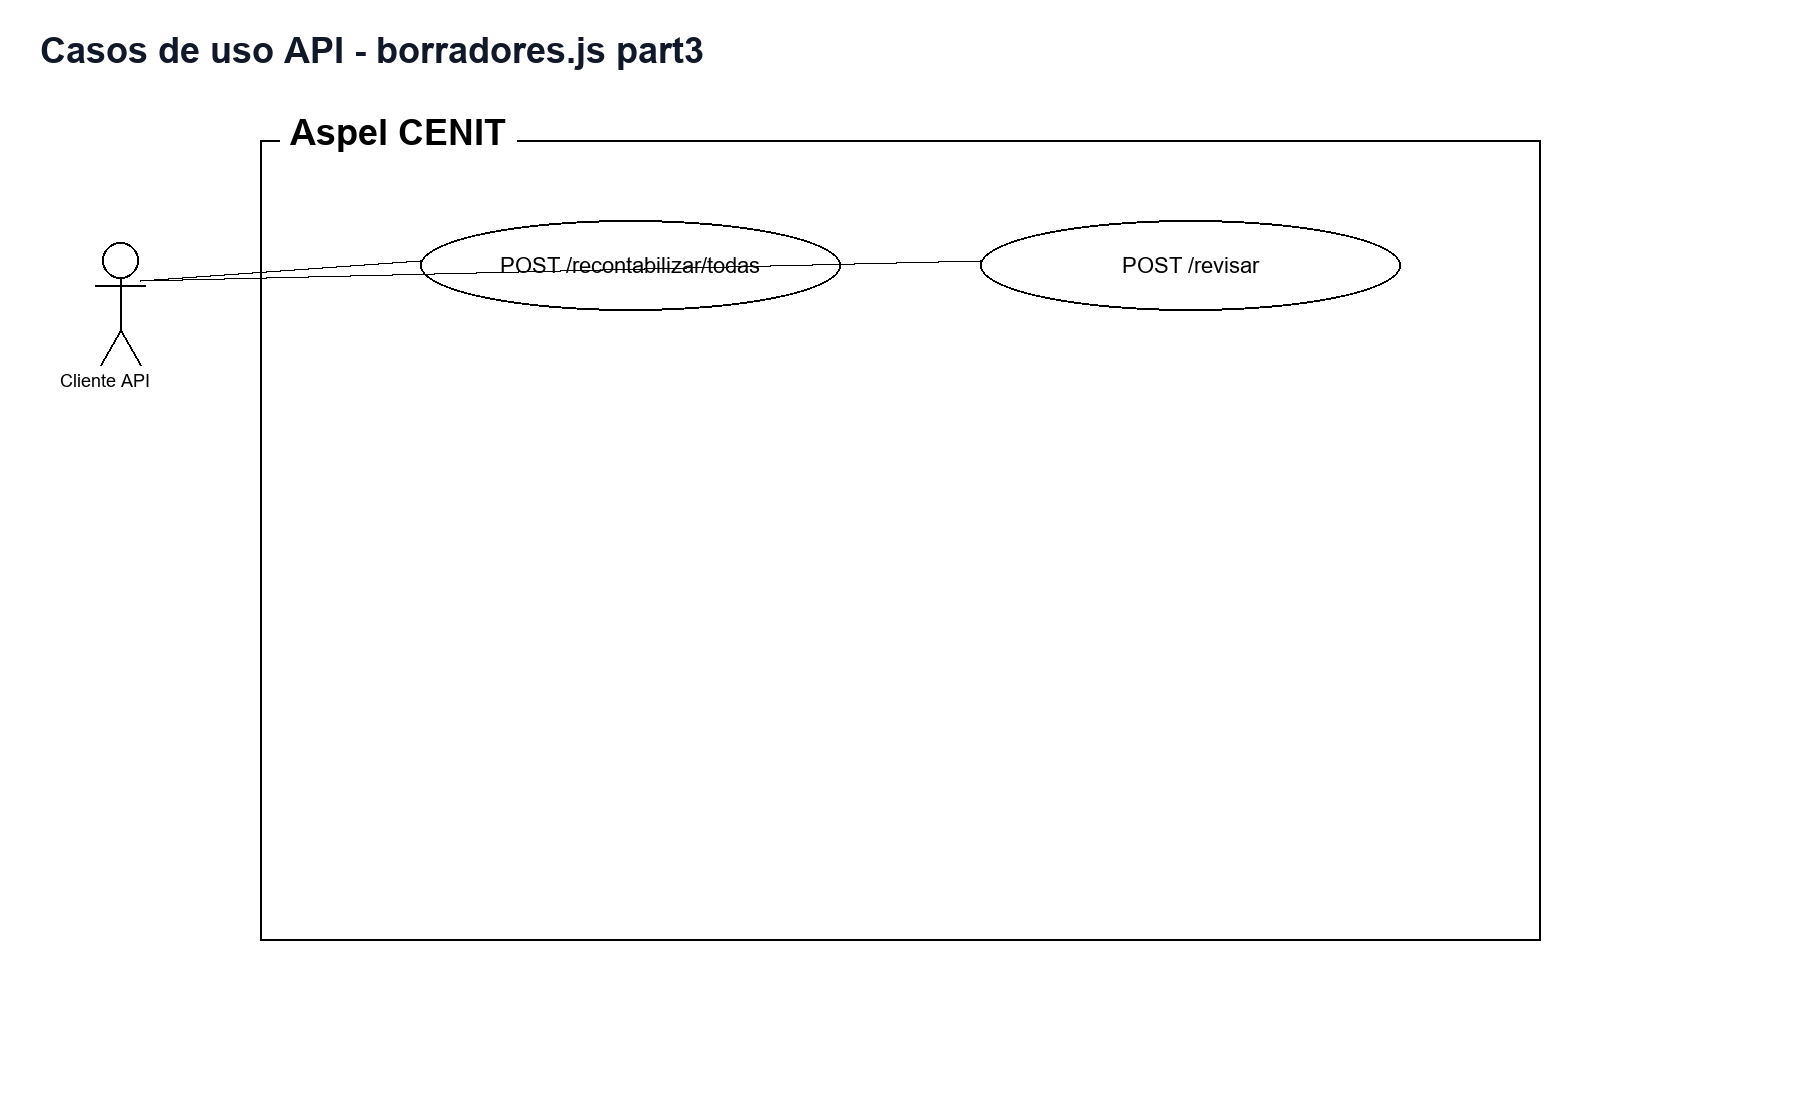 Casos de uso API - borradores.js part3
Aspel CENIT
POST /recontabilizar/todas
POST /revisar
Cliente API